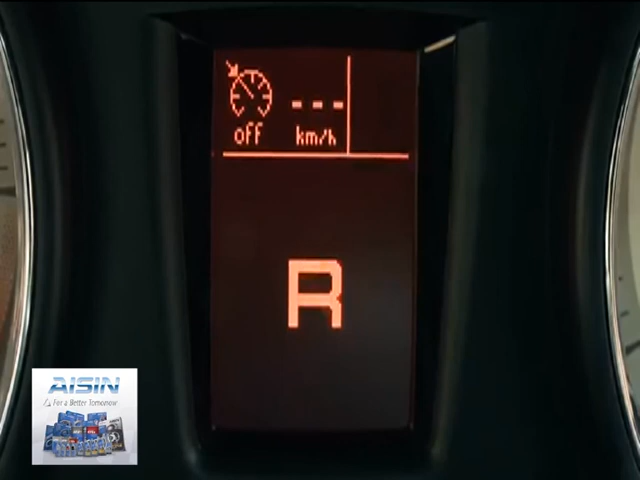 off
--- km/h
R
AISIN
For a Better Tomorrow